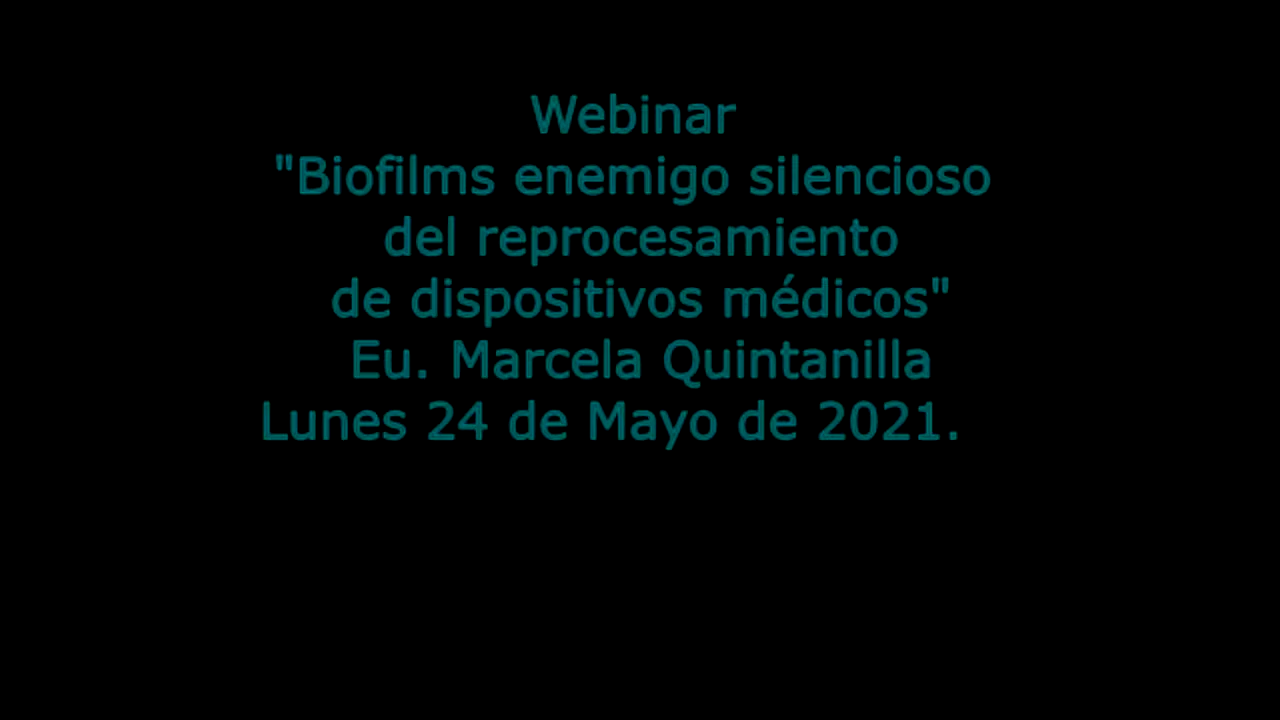 Webinar
"Biofilms enemigo silencioso
del reprocesamiento
de dispositivos médicos"
Eu. Marcela Quintanilla
Lunes 24 de Mayo de 2021.